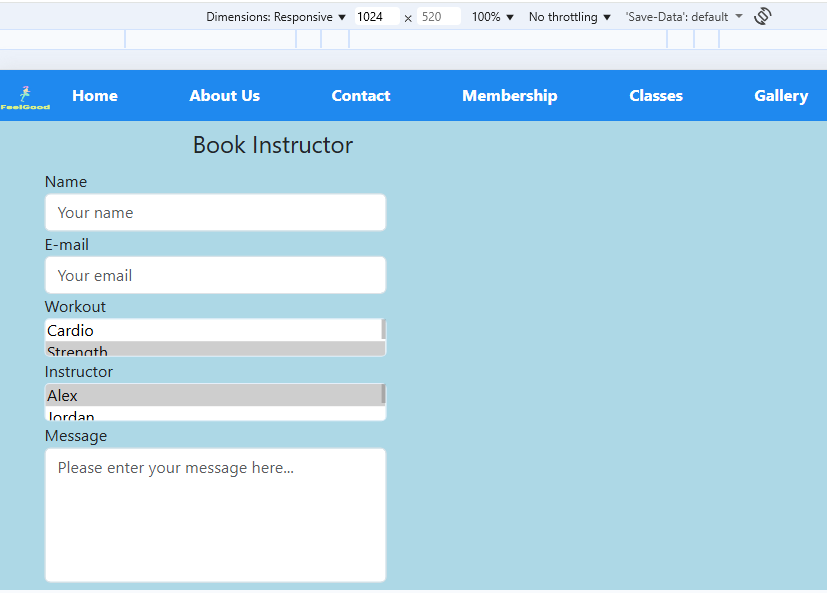 Dimensions: Responsive 1024 × 520 100% No throttling 'Save-Data': default
FeelGood Home About Us Contact Membership Classes Gallery
Book Instructor
Name
Your name
E-mail
Your email
Workout
Cardio
Strength
Instructor
Alex
Jordan
Message
Please enter your message here...